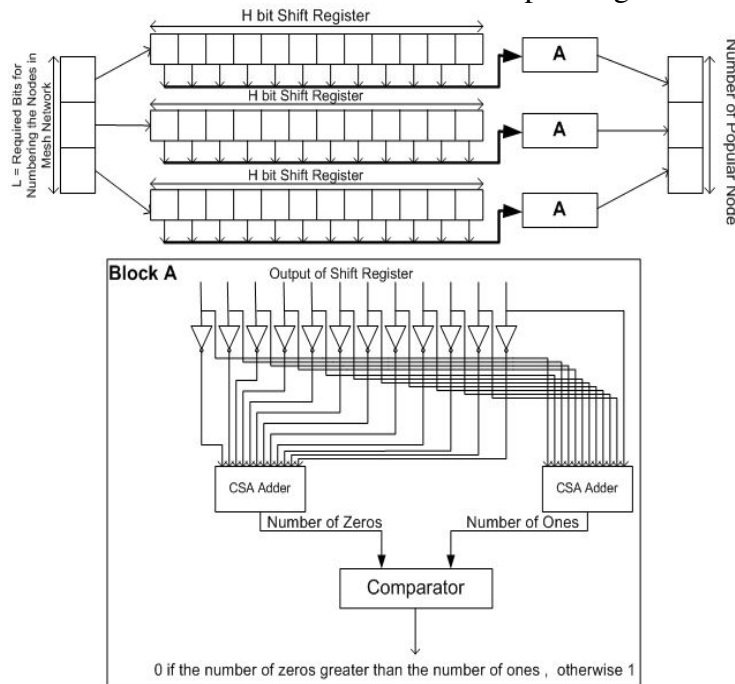 H bit Shift Register
L = Required Bits for
Numbering the Nodes in
Mesh Network
A
H bit Shift Register
A
H bit Shift Register
A
Number of Popular Node
Block A
Output of Shift Register
CSA Adder
CSA Adder
Number of Zeros
Number of Ones
Comparator
0 if the number of zeros greater than the number of ones , otherwise 1